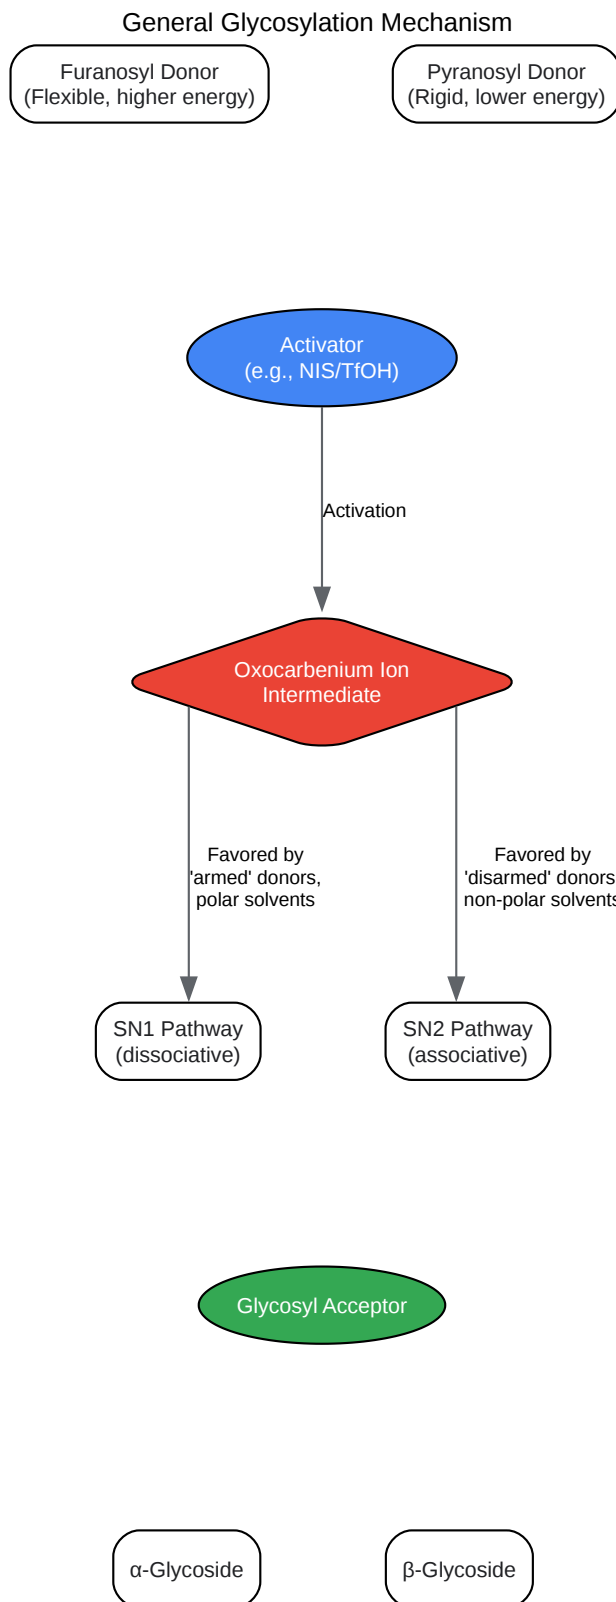 General Glycosylation Mechanism
Furanosyl Donor
(Flexible, higher energy)
Pyranosyl Donor
(Rigid, lower energy)
Activator
(e.g., NIS/TfOH)
Activation
Oxocarbenium Ion
Intermediate
Favored by
'armed' donors,
polar solvents
Favored by
'disarmed' donors
non-polar solvents
SN1 Pathway
(dissociative)
SN2 Pathway
(associative)
Glycosyl Acceptor
α-Glycoside
β-Glycoside